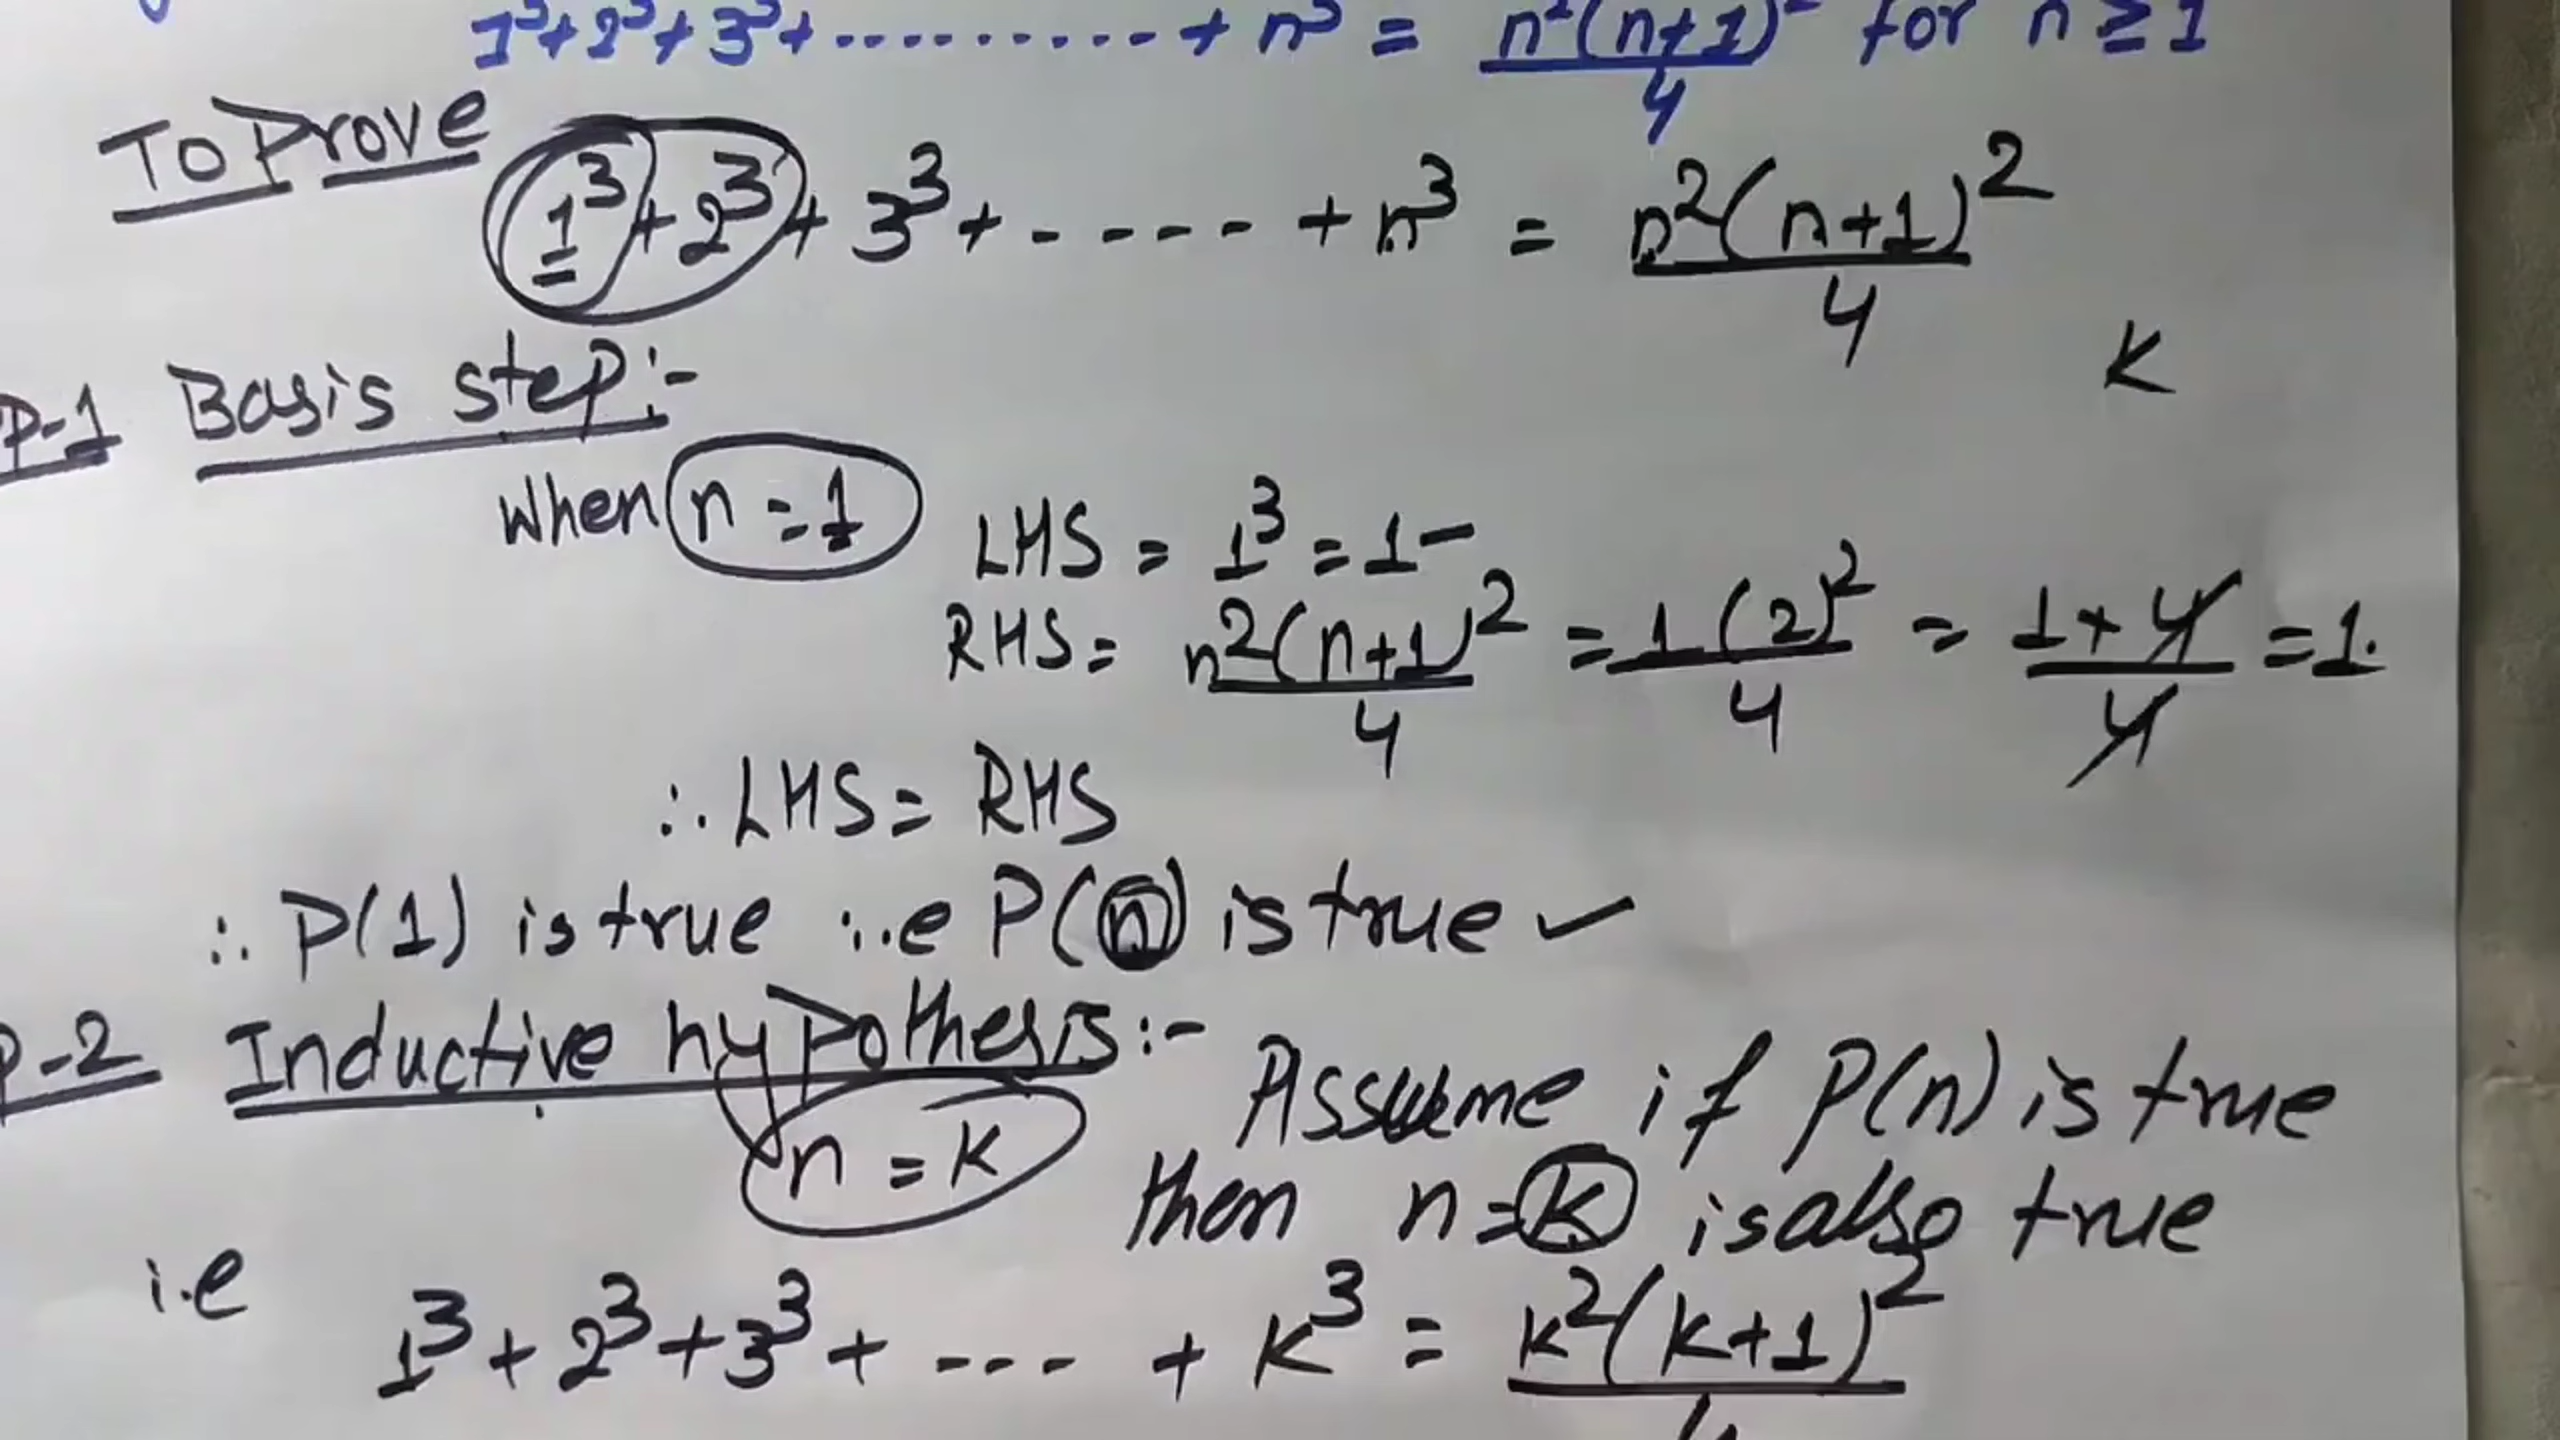 1³+2³+3³+..........+ n³ = n²(n+1)²/4 for n ≥ 1
To Prove
1³+2³+3³+-----+n³ = n²(n+1)²/4
K
P-1 Basis step:-
when n=1
LHS = 1³ = 1-
RHS = n²(n+1)²/4 = 1(2)²/4 = 1×4/4 = 1.
∴ LHS = RHS
∴ P(1) is true i.e P(n) is true ✓
P-2 Inductive hypothesis:- Assume if P(n) is true
n=k then n=k is also true
i.e 1³+2³+3³+---+k³ = k²(k+1)²/4